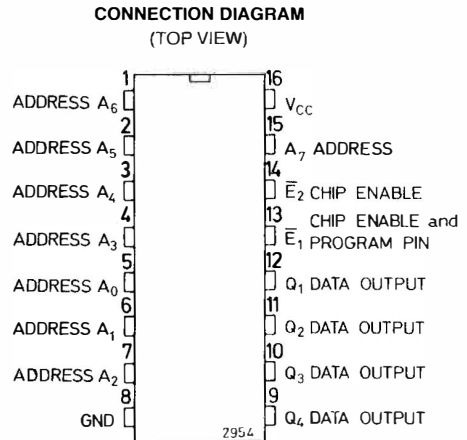 CONNECTION DIAGRAM
(TOP VIEW)
1 16
ADDRESS A6 VCC
2 15
ADDRESS A5 A7 ADDRESS
3 14
ADDRESS A4 E̅2 CHIP ENABLE
4 13 CHIP ENABLE and
ADDRESS A3 E̅1 PROGRAM PIN
5 12
ADDRESS A0 Q1 DATA OUTPUT
6 11
ADDRESS A1 Q2 DATA OUTPUT
7 10
ADDRESS A2 Q3 DATA OUTPUT
8 9
GND Q4 DATA OUTPUT
2954